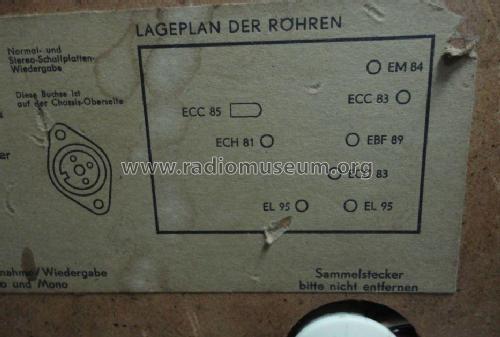 LAGEPLAN DER RÖHREN
Normal- und
Stereo-Schallplatten-
Wiedergabe
Diese Buchse ist
auf der Chassis-Oberseite
EM 84
ECC 83
ECC 85
ECH 81
EBF 89
www.radiomuseum.org
83
EL 95
EL 95
/Wiedergabe
und Mono
Sammelstecker
bitte nicht entfernen